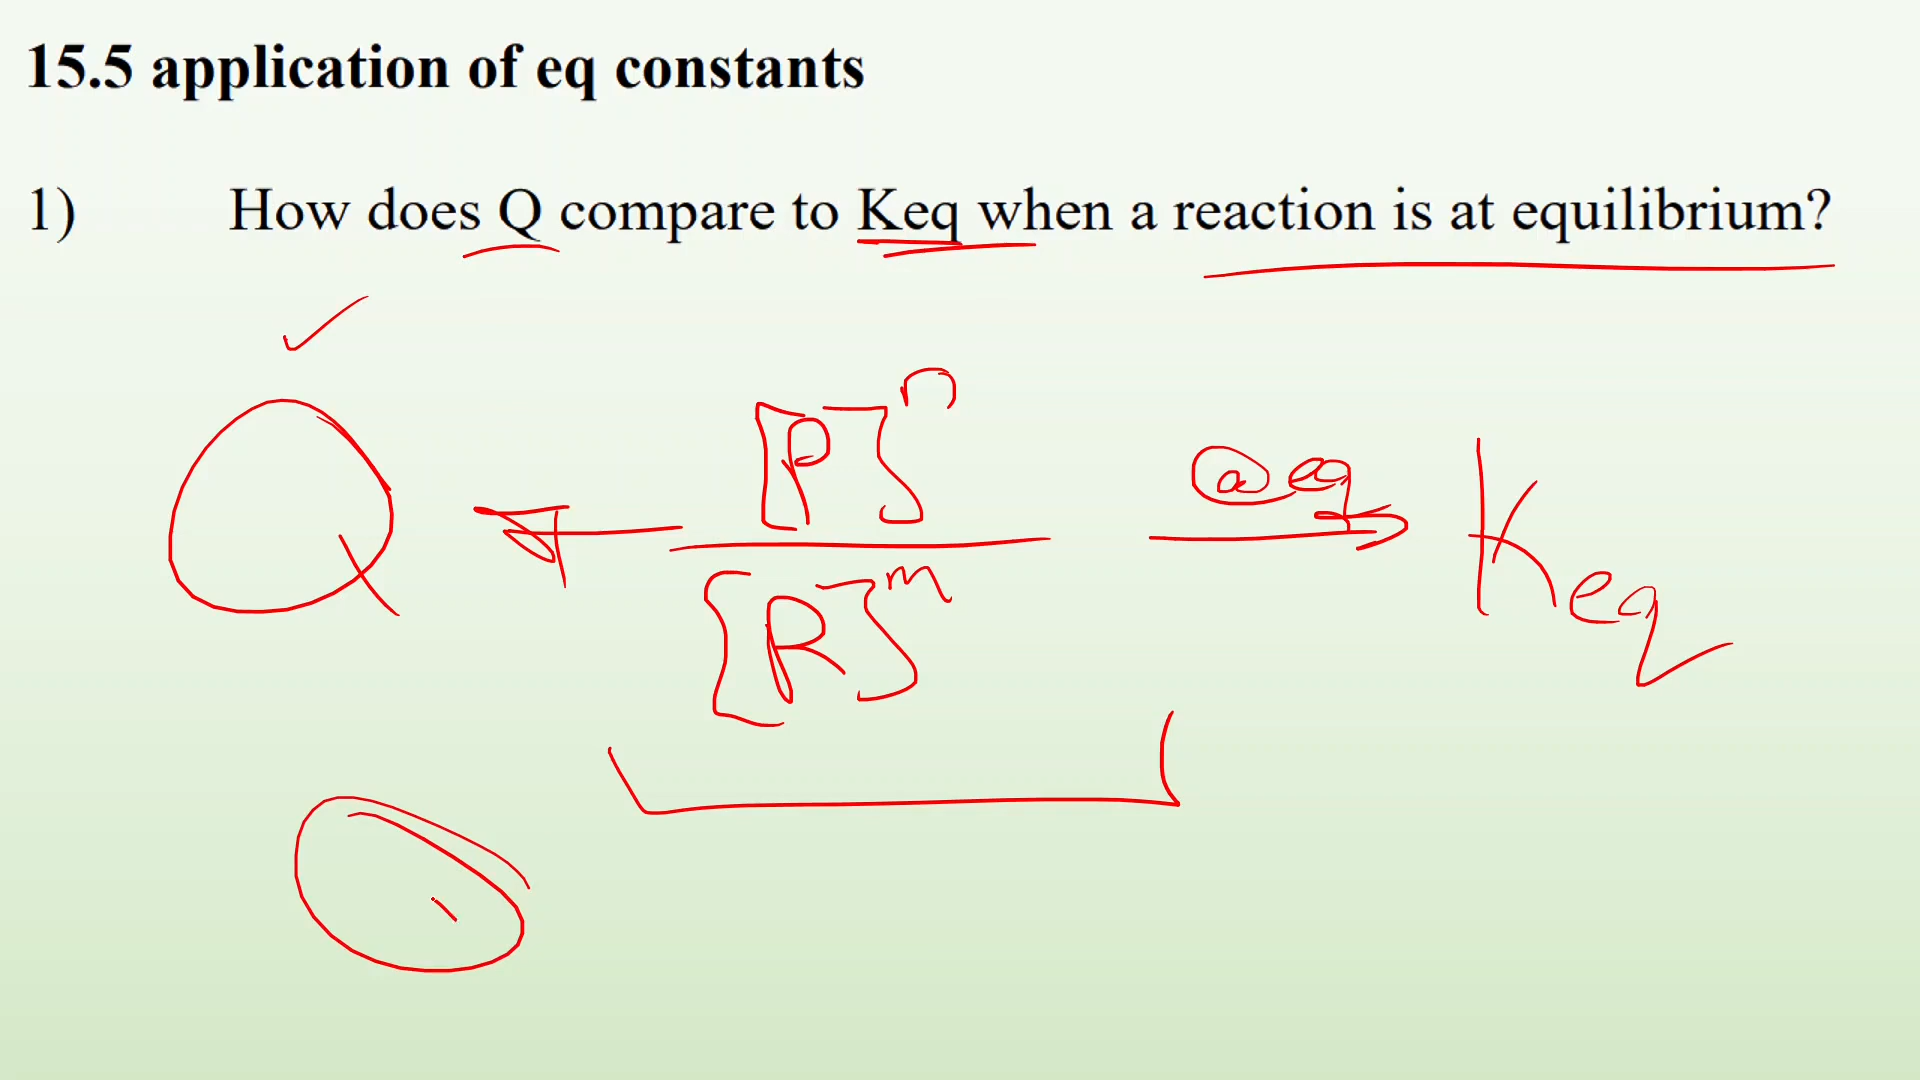 15.5 application of eq constants
1) How does Q compare to Keq when a reaction is at equilibrium?
Q ← [P]ⁿ / [R]ᵐ @eq → Keq